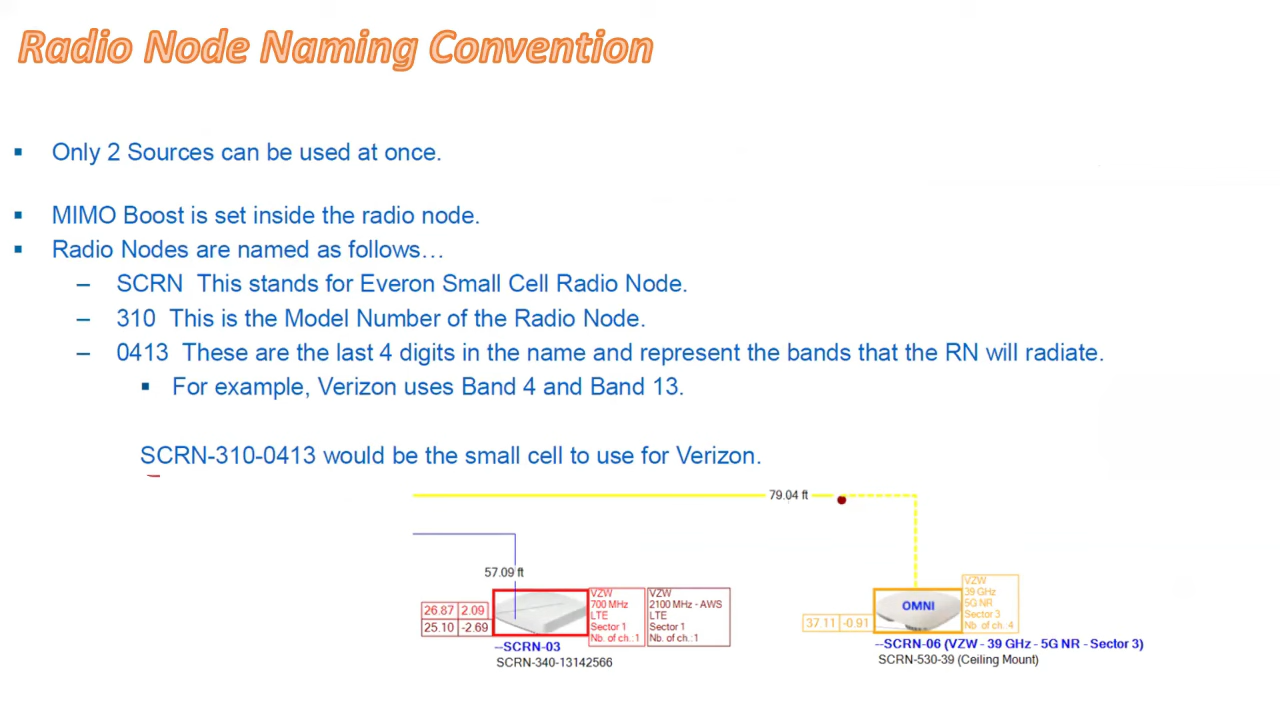 Radio Node Naming Convention
Only 2 Sources can be used at once.
MIMO Boost is set inside the radio node.
Radio Nodes are named as follows…
– SCRN This stands for Everon Small Cell Radio Node.
– 310 This is the Model Number of the Radio Node.
– 0413 These are the last 4 digits in the name and represent the bands that the RN will radiate.
For example, Verizon uses Band 4 and Band 13.
SCRN-310-0413 would be the small cell to use for Verizon.
79.04 ft
57.09 ft
26.87 2.09
25.10 -2.69
VZW
700 MHz
LTE
Sector 1
Nb. of ch.:1
VZW
2100 MHz - AWS
LTE
Sector 1
Nb. of ch.:1
--SCRN-03
SCRN-340-13142566
37.11 -0.91
OMNI
VZW
39 GHz
5G NR
Sector 3
Nb. of ch.: 4
--SCRN-06 (VZW - 39 GHz - 5G NR - Sector 3)
SCRN-530-39 (Ceiling Mount)